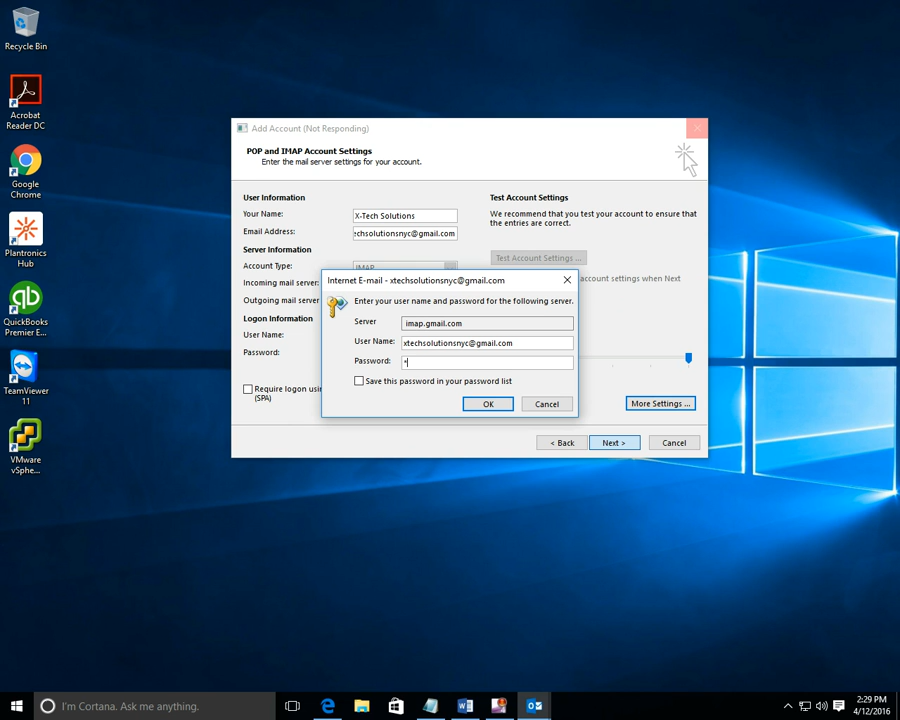 Recycle Bin
Acrobat
Reader DC
Google
Chrome
Plantronics
Hub
QuickBooks
Premier E...
TeamViewer
11
VMware
vSphe...
Add Account (Not Responding)
POP and IMAP Account Settings
Enter the mail server settings for your account.
User Information
Your Name:
X-Tech Solutions
Email Address:
echsolutionsnyc@gmail.com
Server Information
Account Type:
IMAP
Incoming mail server:
Outgoing mail server
Logon Information
User Name:
Password:
Require logon usin
(SPA)
Test Account Settings
We recommend that you test your account to ensure that
the entries are correct.
Test Account Settings ...
account settings when Next
More Settings ...
< Back
Next >
Cancel
Internet E-mail - xtechsolutionsnyc@gmail.com
Enter your user name and password for the following server.
Server
imap.gmail.com
User Name:
xtechsolutionsnyc@gmail.com
Password:
*
Save this password in your password list
OK
Cancel
I'm Cortana. Ask me anything.
2:29 PM
4/12/2016